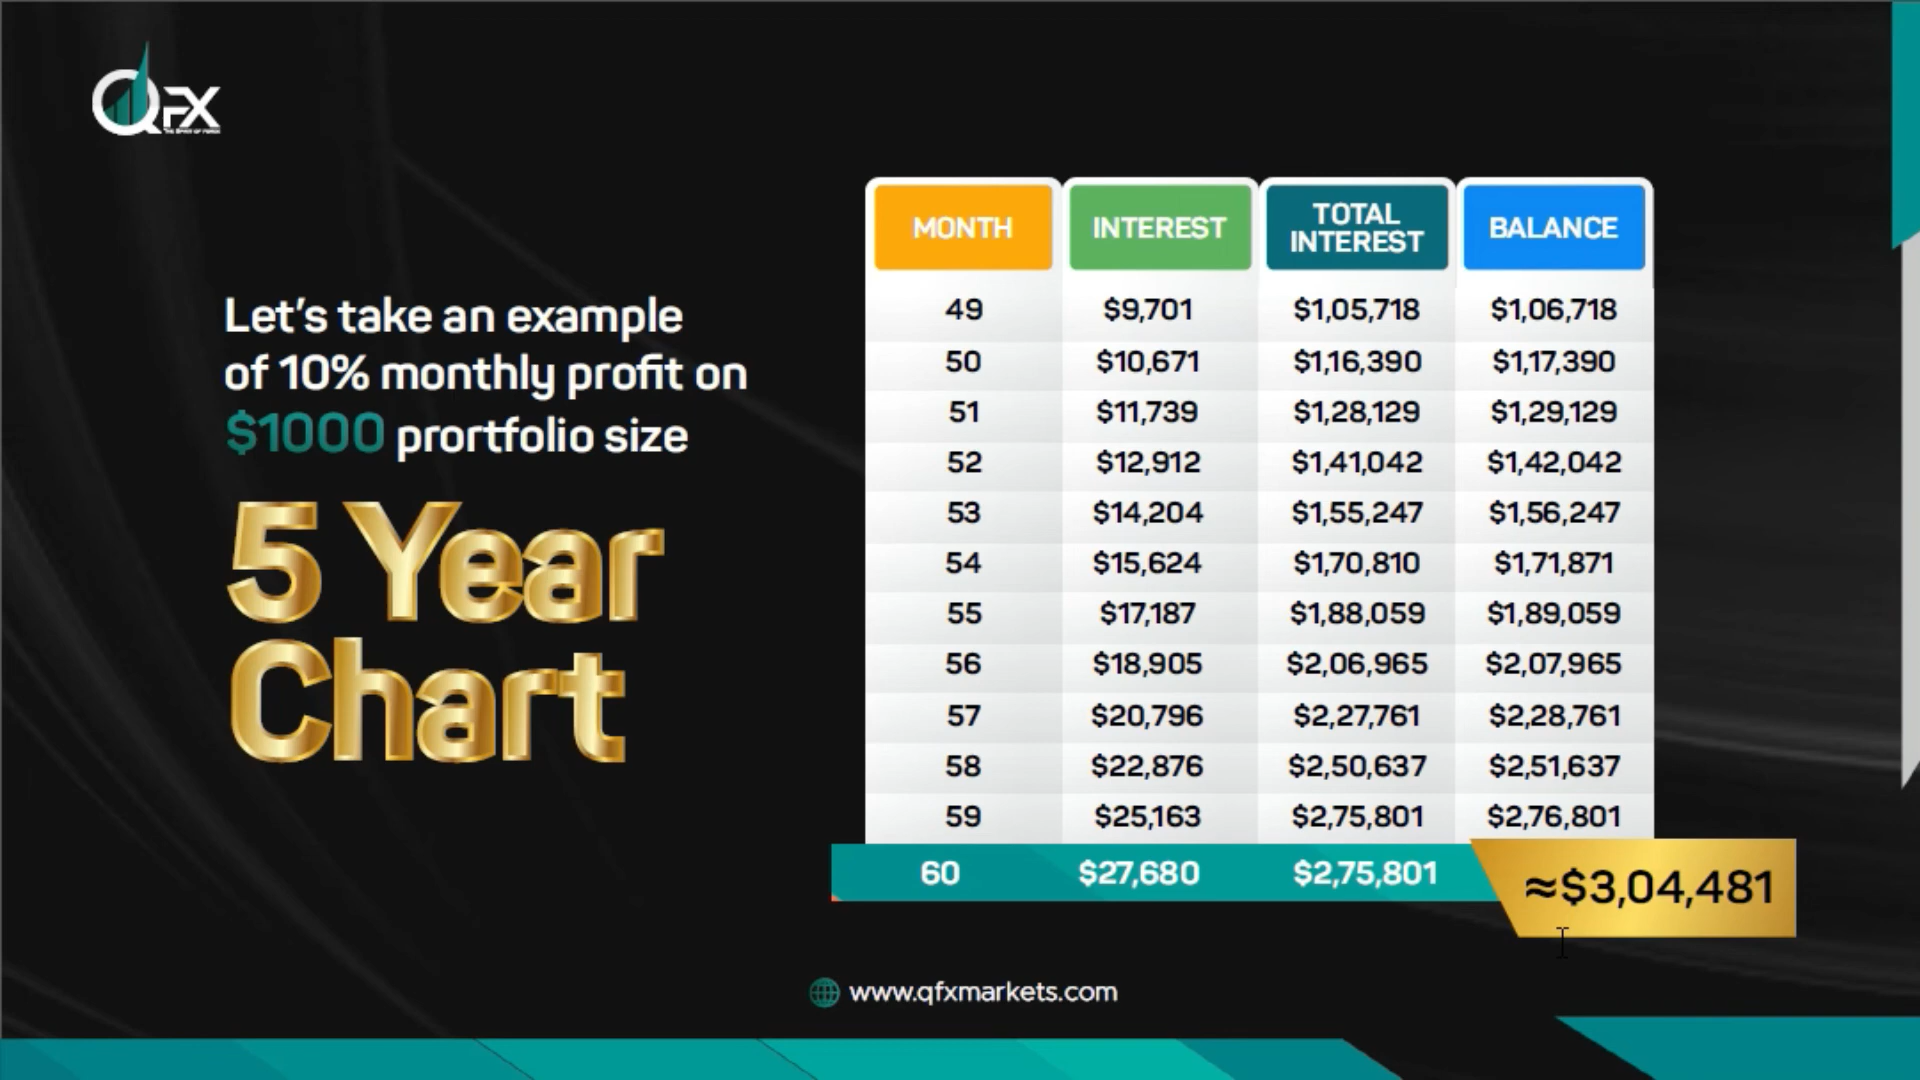 QFX
Let's take an example
of 10% monthly profit on
$1000 prortfolio size
5 Year
Chart
MONTH INTEREST TOTAL INTEREST BALANCE
49 $9,701 $1,05,718 $1,06,718
50 $10,671 $1,16,390 $1,17,390
51 $11,739 $1,28,129 $1,29,129
52 $12,912 $1,41,042 $1,42,042
53 $14,204 $1,55,247 $1,56,247
54 $15,624 $1,70,810 $1,71,871
55 $17,187 $1,88,059 $1,89,059
56 $18,905 $2,06,965 $2,07,965
57 $20,796 $2,27,761 $2,28,761
58 $22,876 $2,50,637 $2,51,637
59 $25,163 $2,75,801 $2,76,801
60 $27,680 $2,75,801 ≈$3,04,481
www.qfxmarkets.com